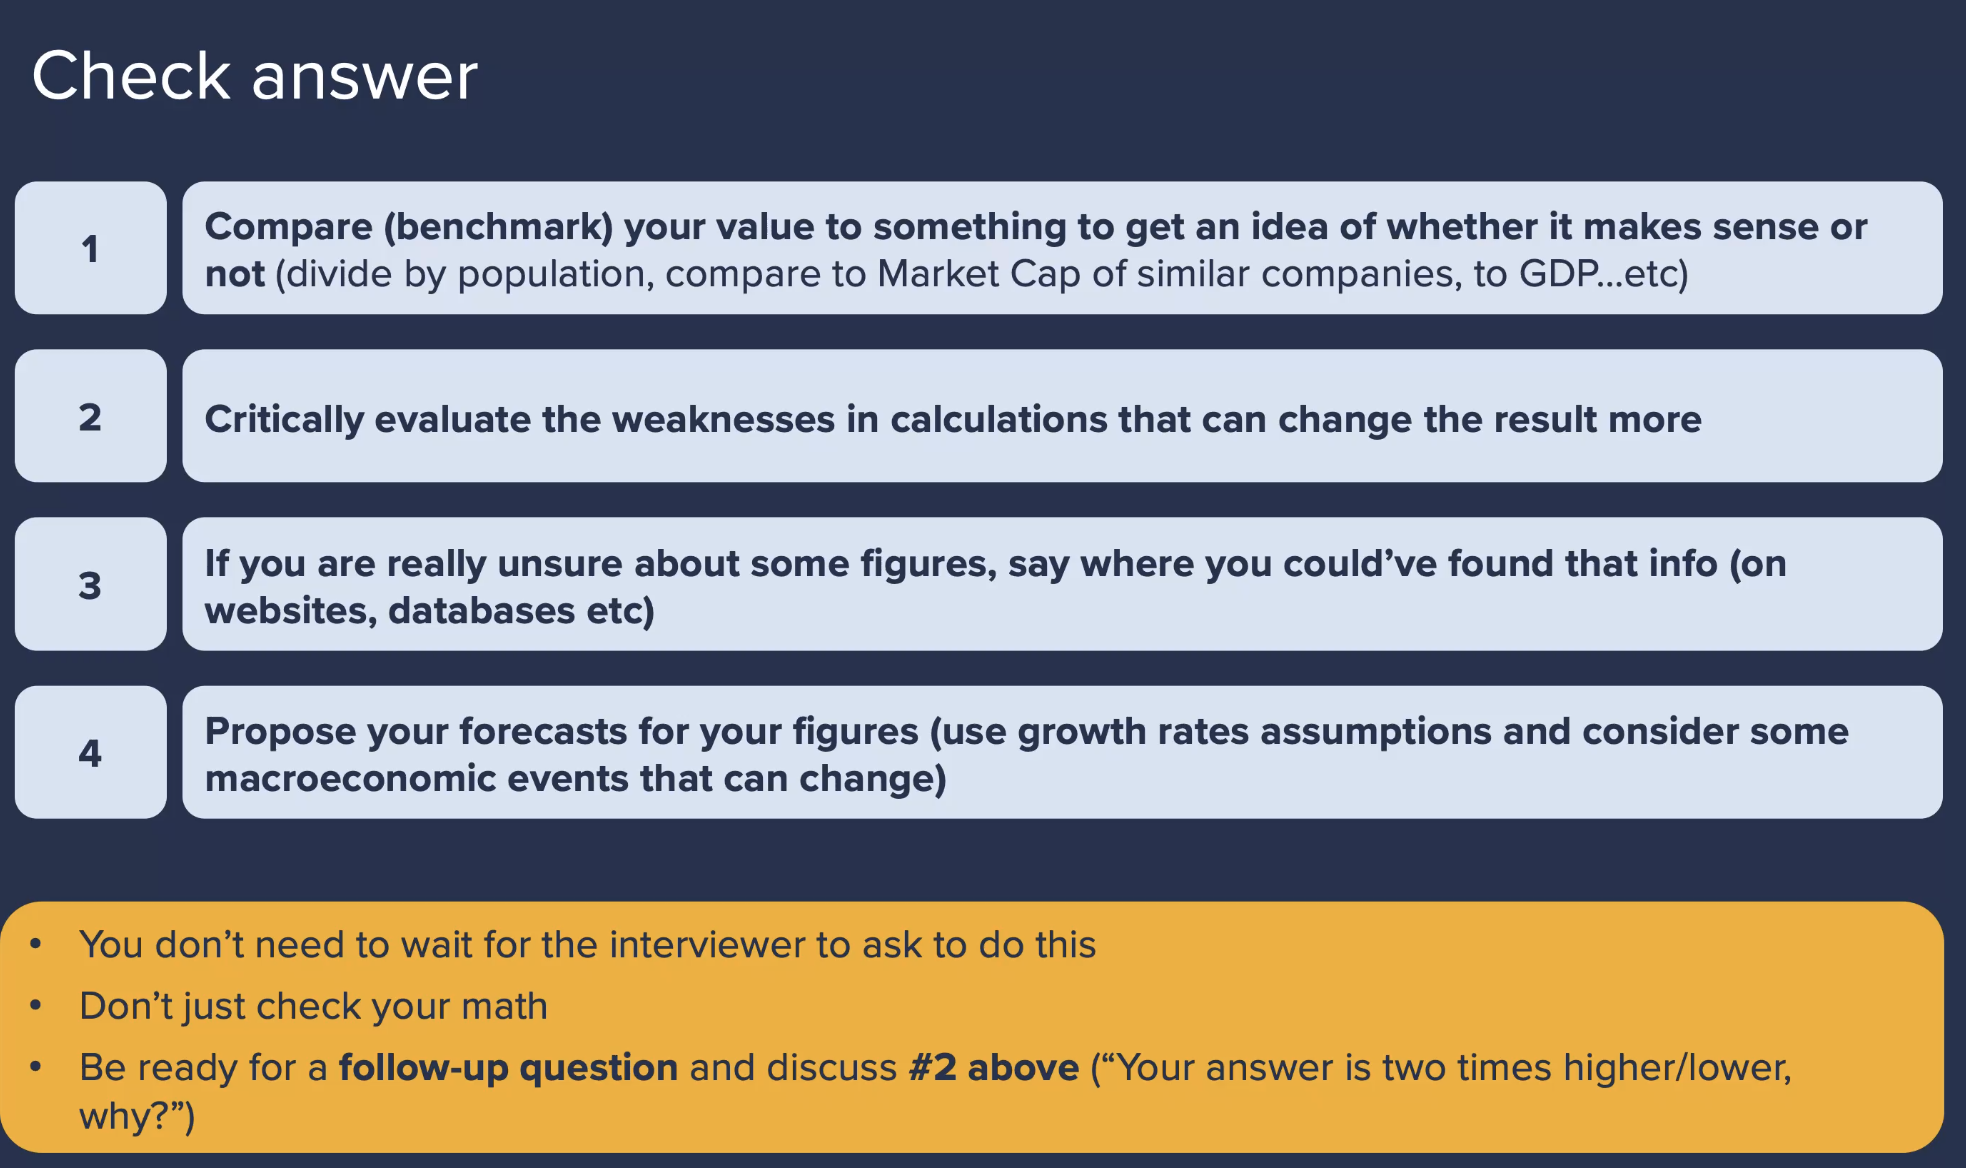 Check answer
1
Compare (benchmark) your value to something to get an idea of whether it makes sense or
not (divide by population, compare to Market Cap of similar companies, to GDP...etc)
2
Critically evaluate the weaknesses in calculations that can change the result more
3
If you are really unsure about some figures, say where you could’ve found that info (on
websites, databases etc)
4
Propose your forecasts for your figures (use growth rates assumptions and consider some
macroeconomic events that can change)
• You don’t need to wait for the interviewer to ask to do this
• Don’t just check your math
• Be ready for a follow-up question and discuss #2 above (“Your answer is two times higher/lower,
why?”)